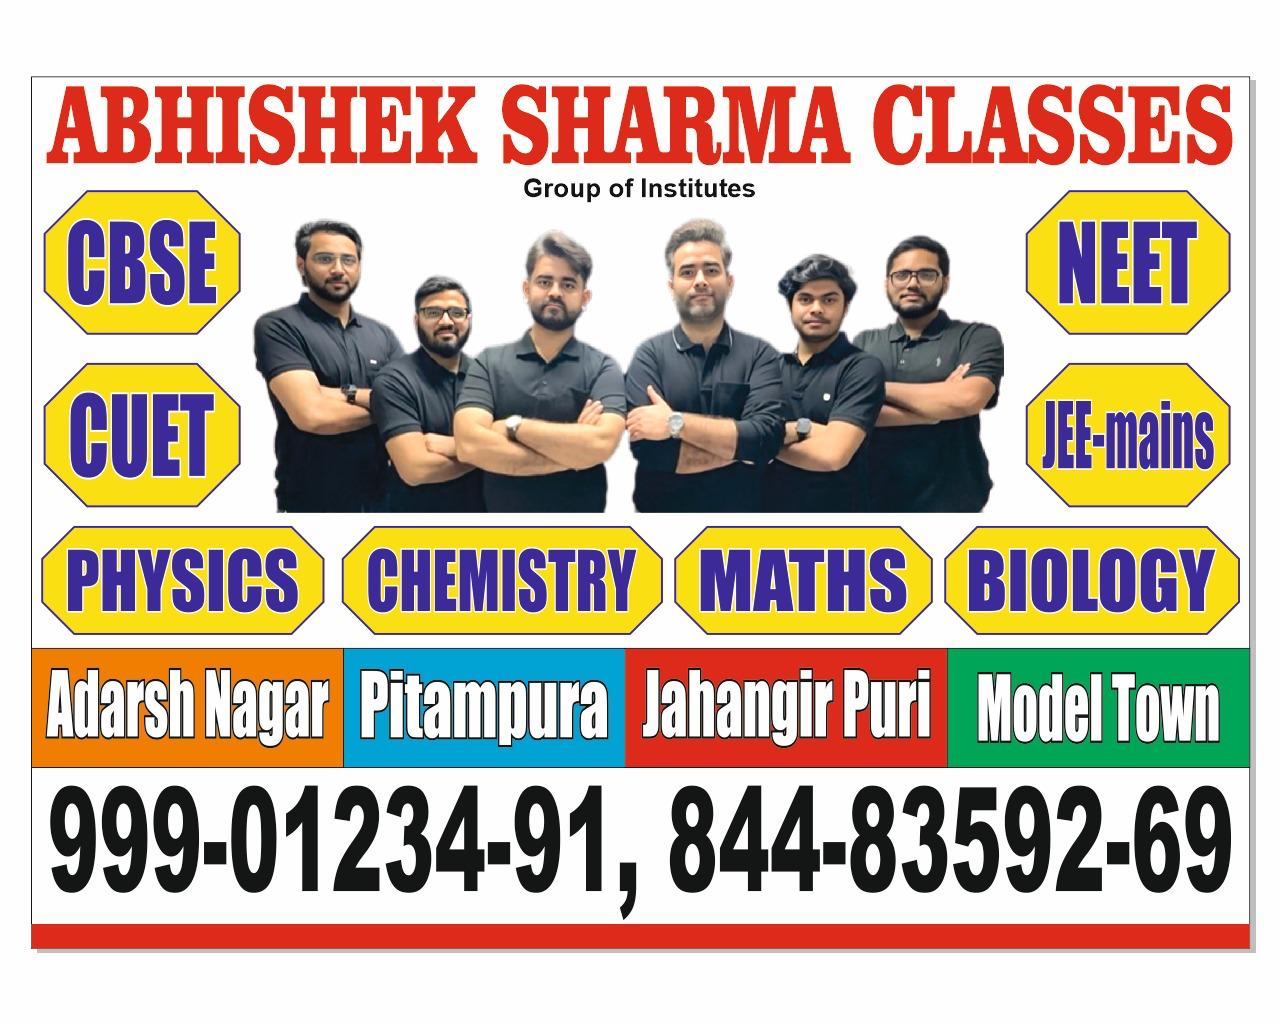 ABHISHEK SHARMA CLASSES
Group of Institutes
CBSE
NEET
CUET
JEE-mains
PHYSICS CHEMISTRY MATHS BIOLOGY
Adarsh Nagar Pitampura Jahangir Puri Model Town
999-01234-91, 844-83592-69